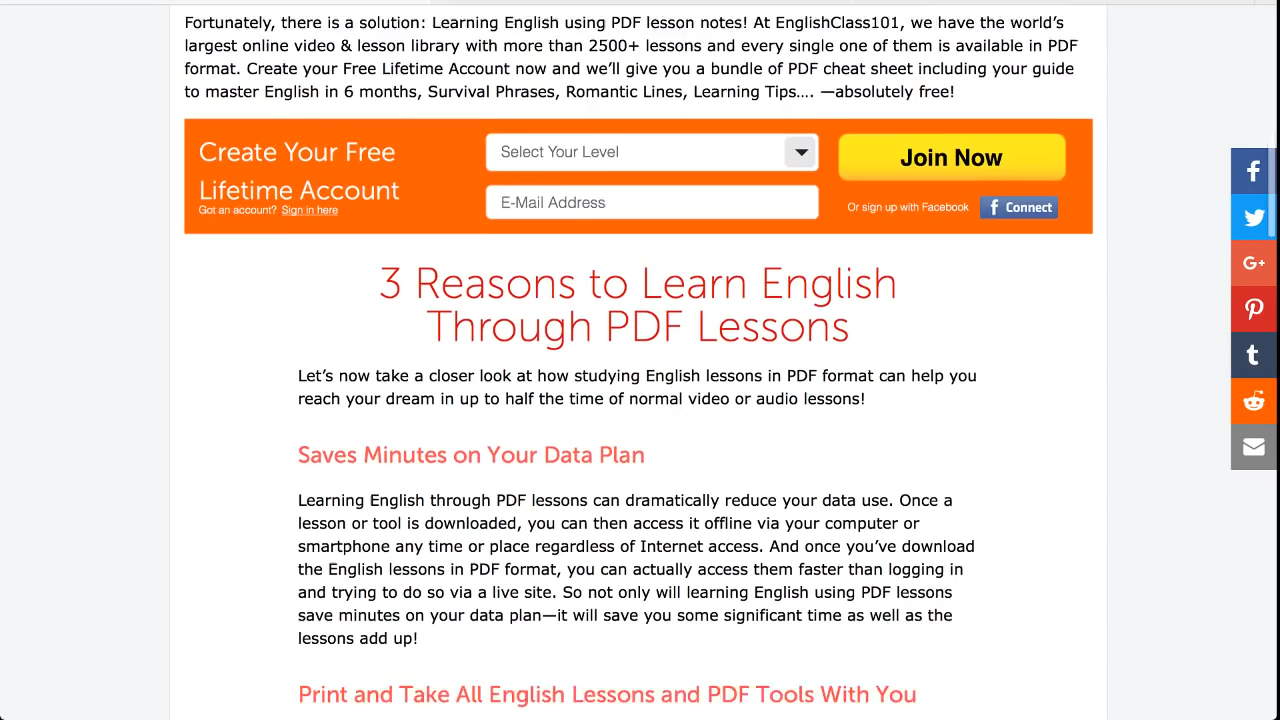 Fortunately, there is a solution: Learning English using PDF lesson notes! At EnglishClass101, we have the world’s
largest online video & lesson library with more than 2500+ lessons and every single one of them is available in PDF
format. Create your Free Lifetime Account now and we’ll give you a bundle of PDF cheat sheet including your guide
to master English in 6 months, Survival Phrases, Romantic Lines, Learning Tips…. —absolutely free!
Create Your Free
Lifetime Account
Got an account? Sign in here
Select Your Level
E-Mail Address
Join Now
Or sign up with Facebook
f Connect
3 Reasons to Learn English
Through PDF Lessons
Let’s now take a closer look at how studying English lessons in PDF format can help you
reach your dream in up to half the time of normal video or audio lessons!
Saves Minutes on Your Data Plan
Learning English through PDF lessons can dramatically reduce your data use. Once a
lesson or tool is downloaded, you can then access it offline via your computer or
smartphone any time or place regardless of Internet access. And once you’ve download
the English lessons in PDF format, you can actually access them faster than logging in
and trying to do so via a live site. So not only will learning English using PDF lessons
save minutes on your data plan—it will save you some significant time as well as the
lessons add up!
Print and Take All English Lessons and PDF Tools With You
f
G+
t